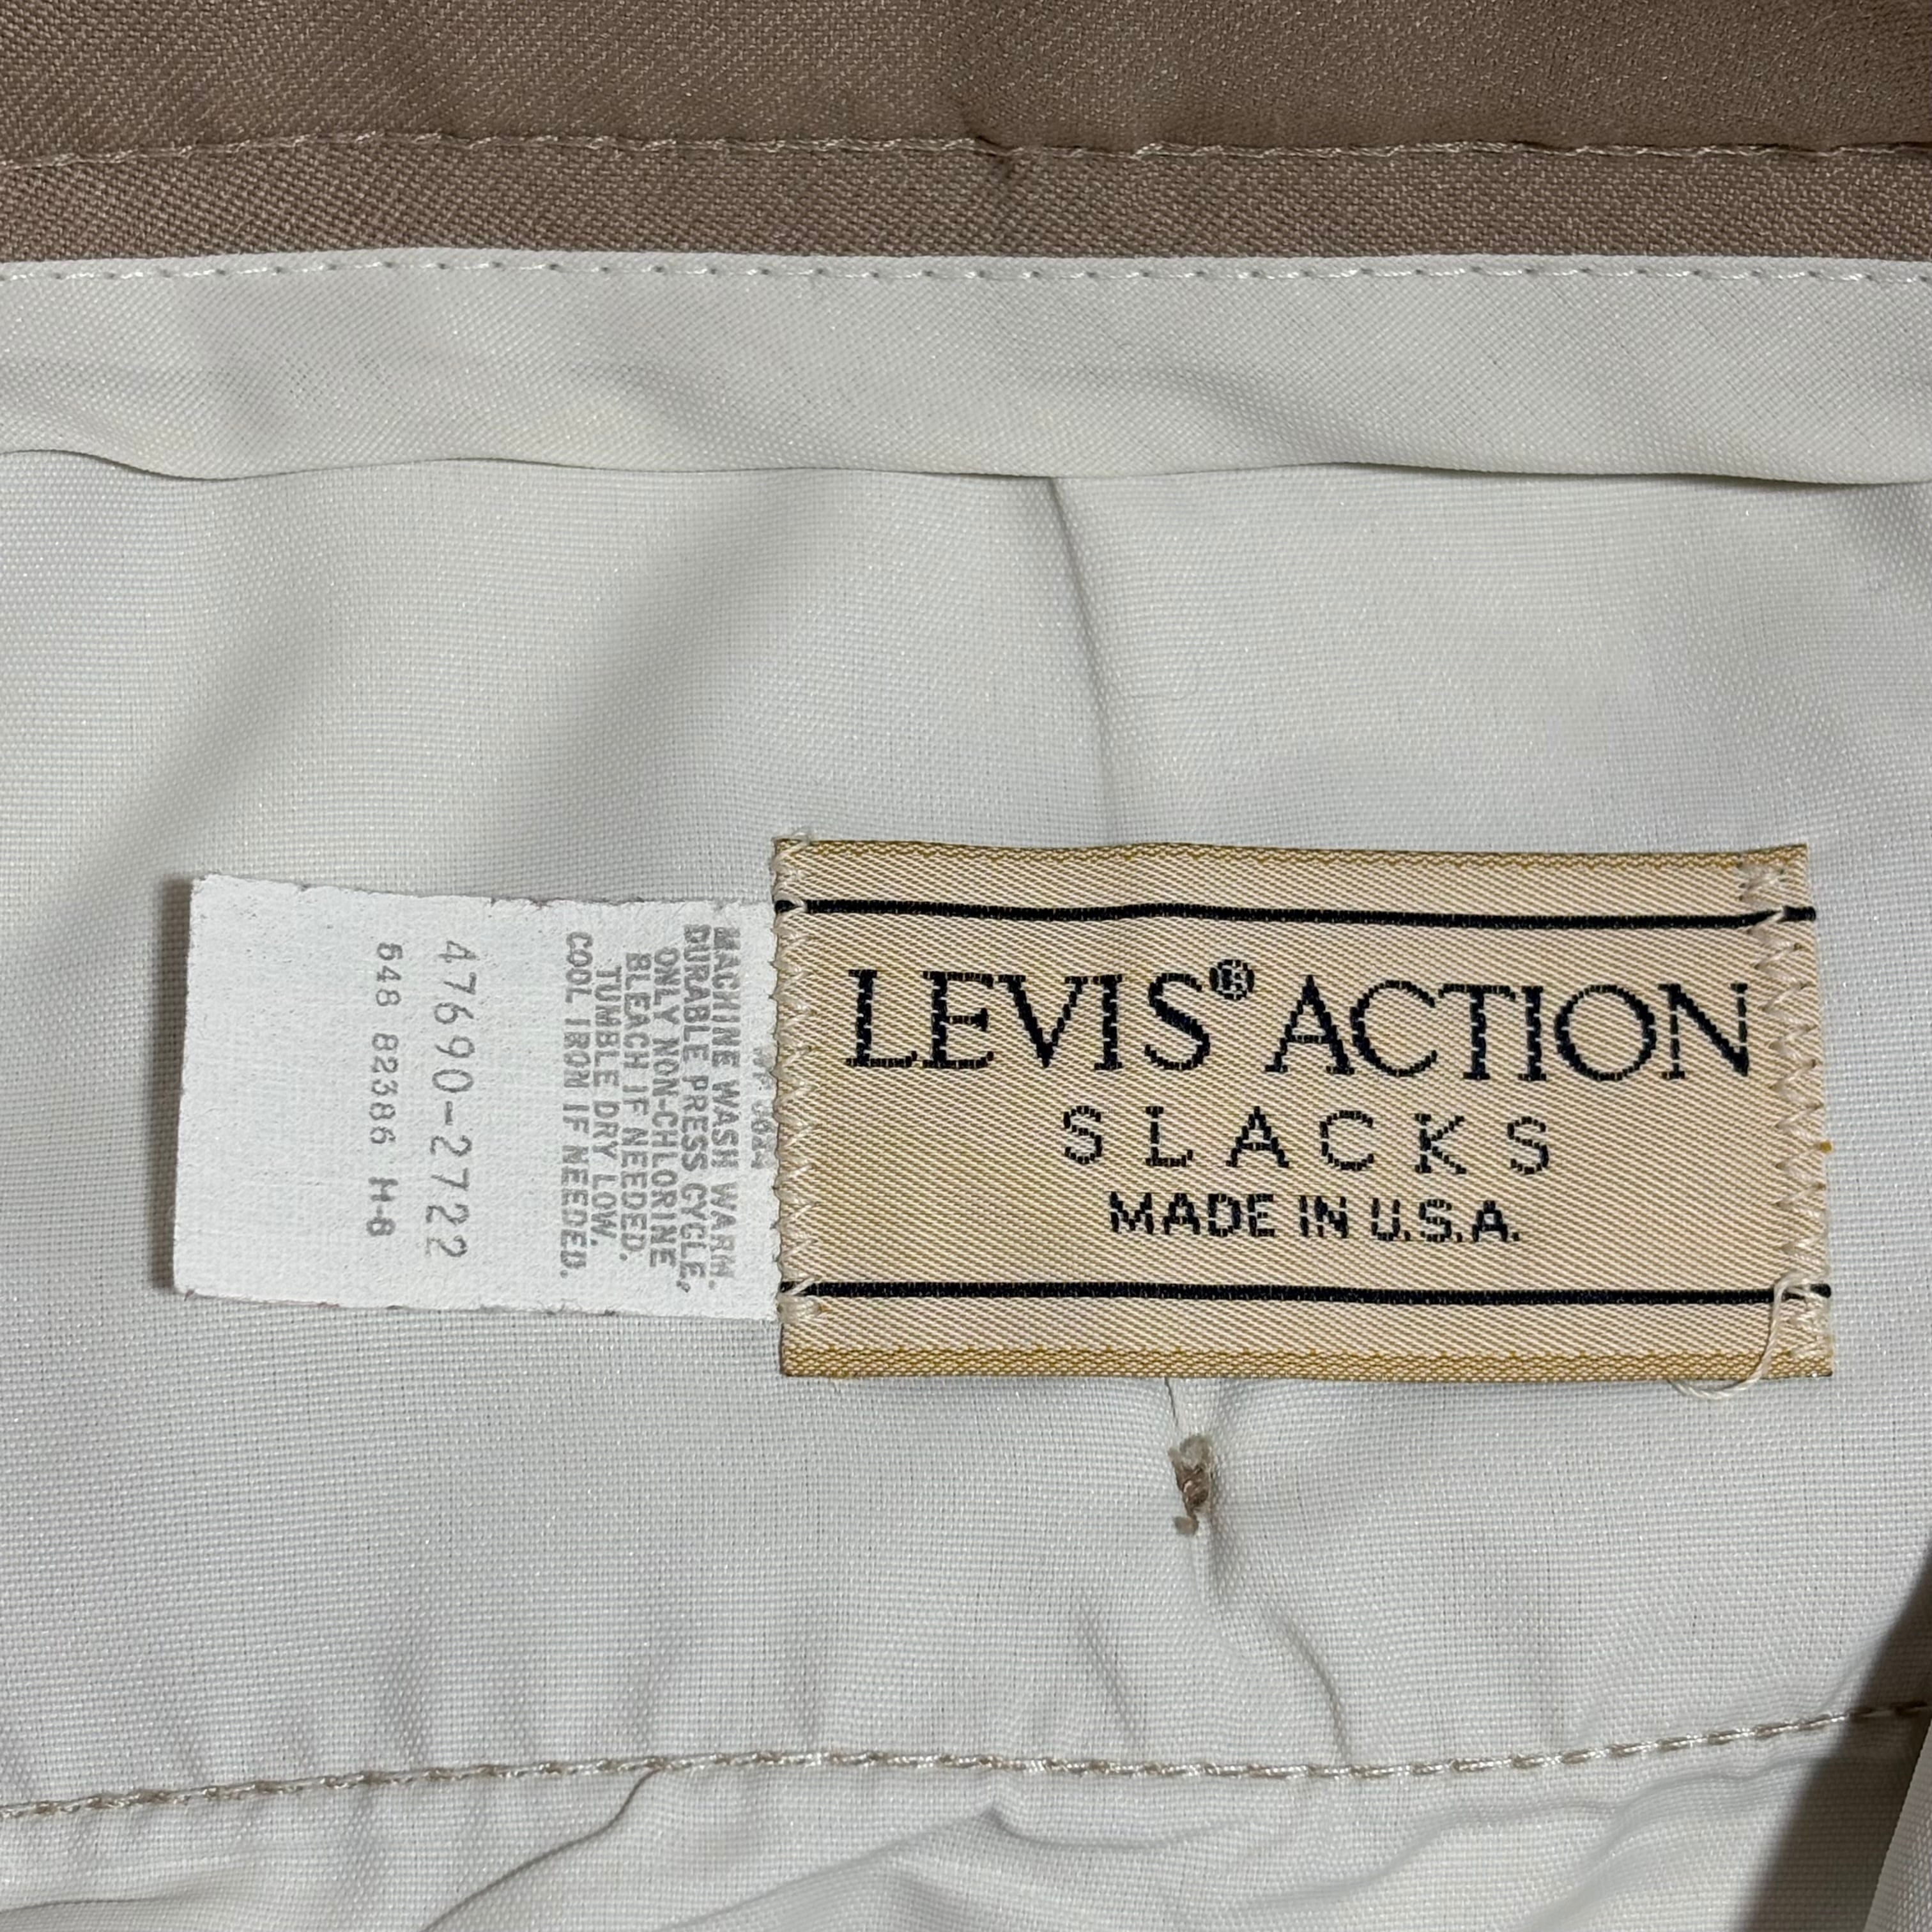 LEVIS® ACTION
SLACKS
MADE IN U.S.A.
MACHINE WASH WARM.
DURABLE PRESS CYCLE,
ONLY NON-CHLORINE
BLEACH IF NEEDED.
TUMBLE DRY LOW.
COOL IRON IF NEEDED.
47690-2722
648 82386 H-8